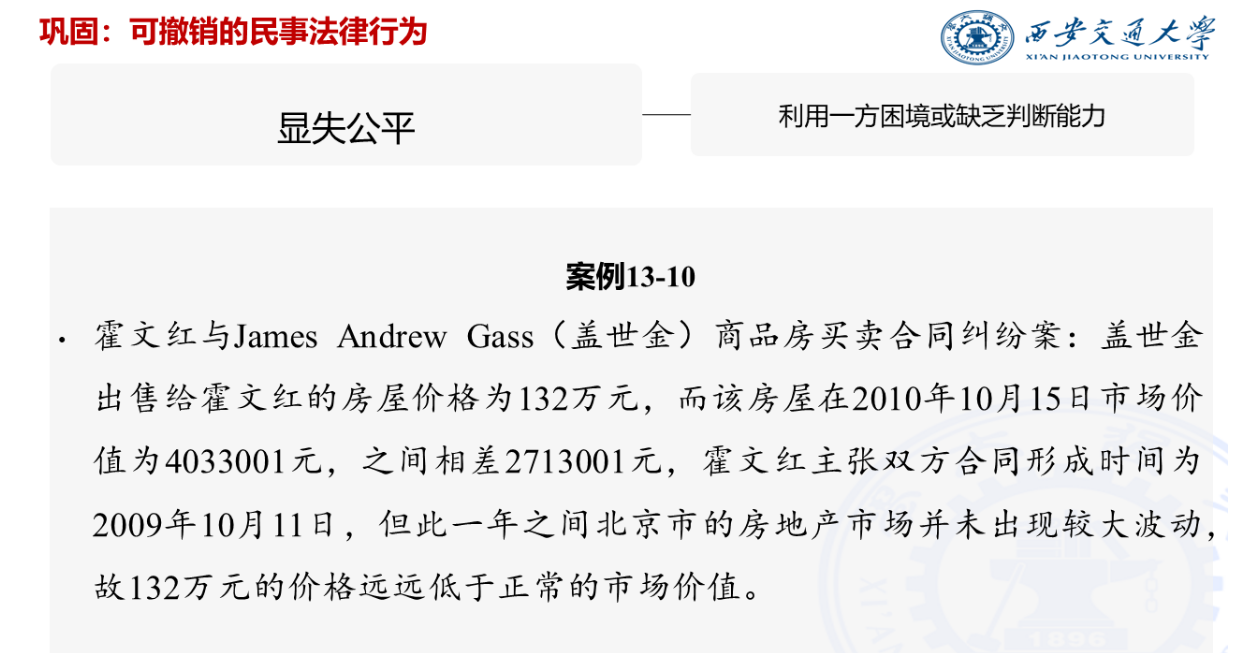 巩固：可撤销的民事法律行为
西安交通大学
XI'AN JIAOTONG UNIVERSITY
显失公平
利用一方困境或缺乏判断能力
案例13-10
· 霍文红与James Andrew Gass（盖世金）商品房买卖合同纠纷案：盖世金
出售给霍文红的房屋价格为132万元，而该房屋在2010年10月15日市场价
值为4033001元，之间相差2713001元，霍文红主张双方合同形成时间为
2009年10月11日，但此一年之间北京市的房地产市场并未出现较大波动，
故132万元的价格远远低于正常的市场价值。
1896